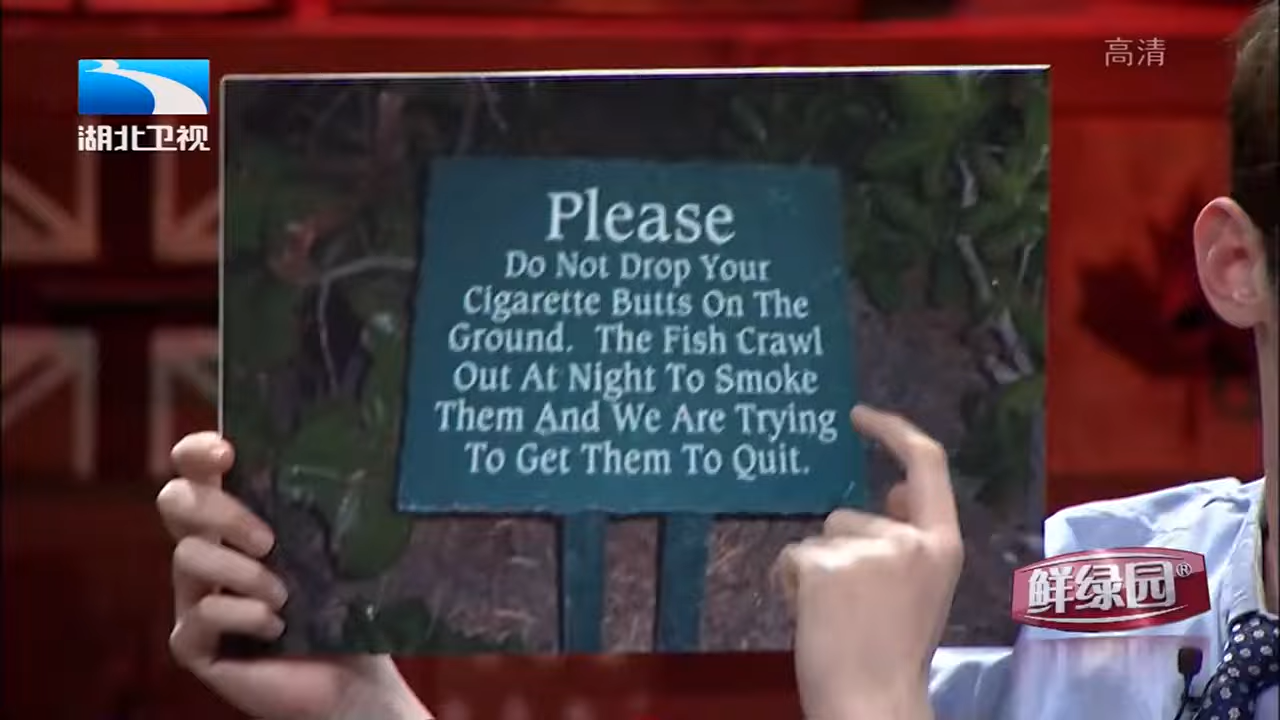 高清
湖北卫视
Please
Do Not Drop Your
Cigarette Butts On The
Ground. The Fish Crawl
Out At Night To Smoke
Them And We Are Trying
To Get Them To Quit.
鲜绿园®